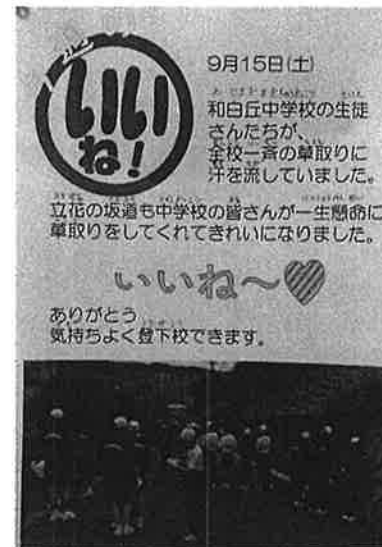 いい
ね!
9月15日(土)
和白丘中学校の生徒
さんたちが、
全校一斉の草取りに
汗を流していました。
立花の坂道も中学校の皆さんが一生懸命に
草取りをしてくれてきれいになりました。
いいね～♥
ありがとう
気持ちよく登下校できます。